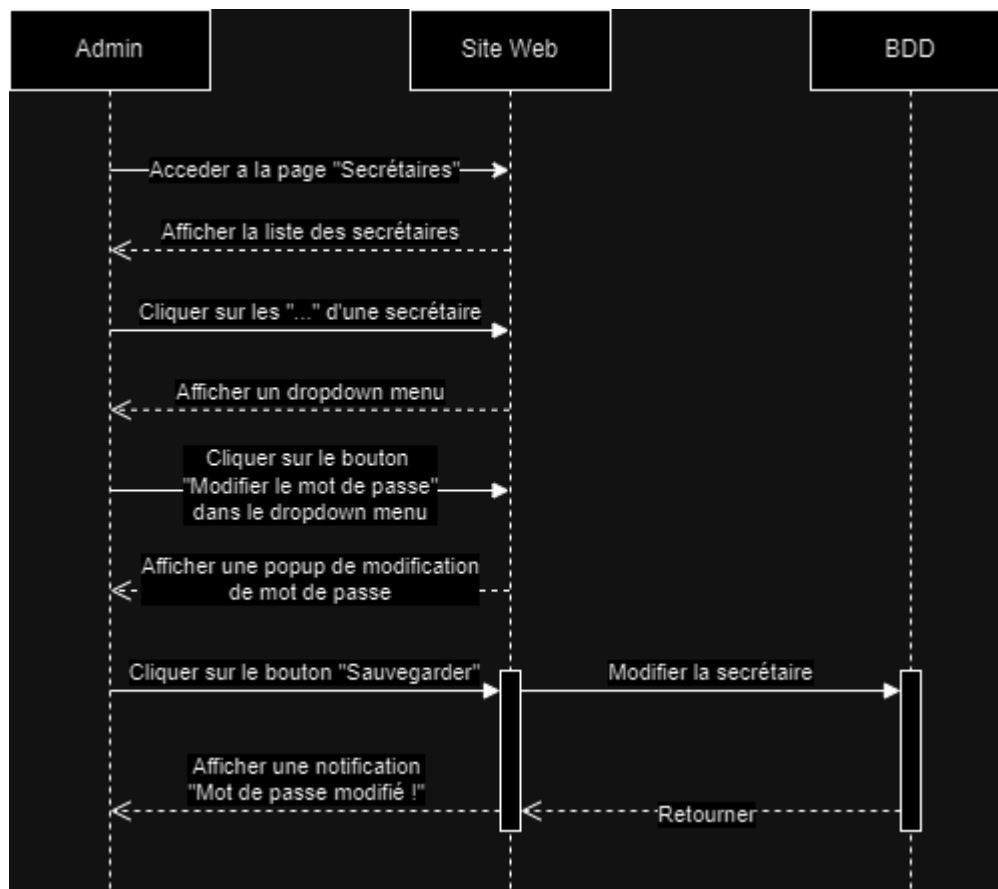 Admin
Site Web
BDD
Acceder a la page "Secrétaires"
Afficher la liste des secrétaires
Cliquer sur les "..." d'une secrétaire
Afficher un dropdown menu
Cliquer sur le bouton
"Modifier le mot de passe"
dans le dropdown menu
Afficher une popup de modification
de mot de passe
Cliquer sur le bouton "Sauvegarder"
Modifier la secrétaire
Afficher une notification
"Mot de passe modifié !"
Retourner